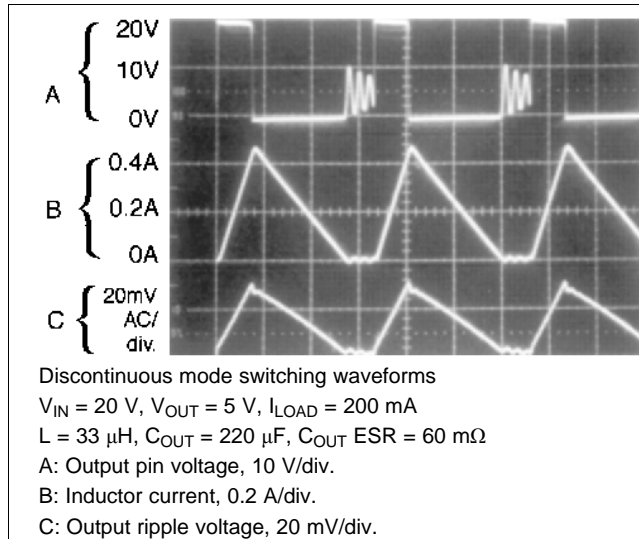 20V
A 10V
0V
0.4A
B 0.2A
0A
20mV
C AC/
div.
Discontinuous mode switching waveforms
V_IN = 20 V, V_OUT = 5 V, I_LOAD = 200 mA
L = 33 μH, C_OUT = 220 μF, C_OUT ESR = 60 mΩ
A: Output pin voltage, 10 V/div.
B: Inductor current, 0.2 A/div.
C: Output ripple voltage, 20 mV/div.